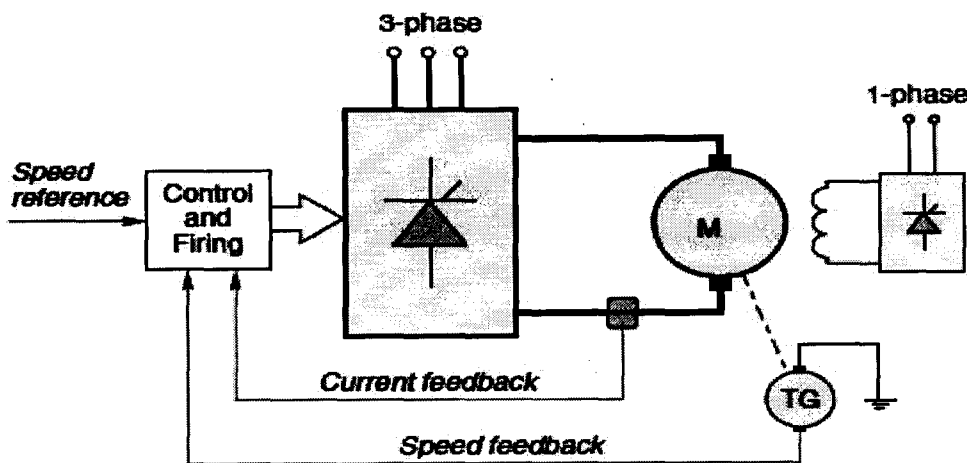 3-phase
1-phase
Speed
reference
Control
and
Firing
M
Current feedback
TG
Speed feedback